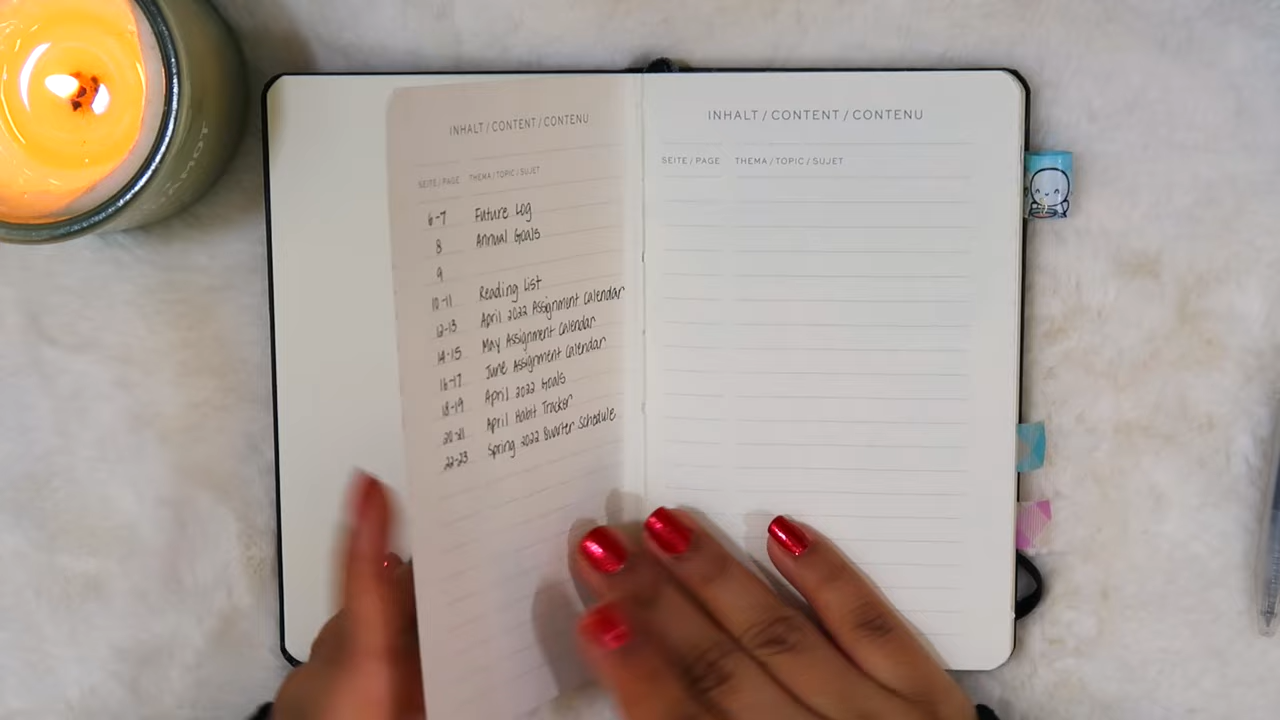 INHALT / CONTENT / CONTENU
SEITE / PAGE THEMA / TOPIC / SUJET
6-7 Future Log
8 Annual Goals
9
10-11 Reading List
12-13 April 2022 Assignment Calendar
14-15 May Assignment Calendar
16-17 June Assignment Calendar
18-19 April 2022 Goals
20-21 April Habit Tracker
22-23 Spring 2022 Quarter Schedule
INHALT / CONTENT / CONTENU
SEITE / PAGE THEMA / TOPIC / SUJET